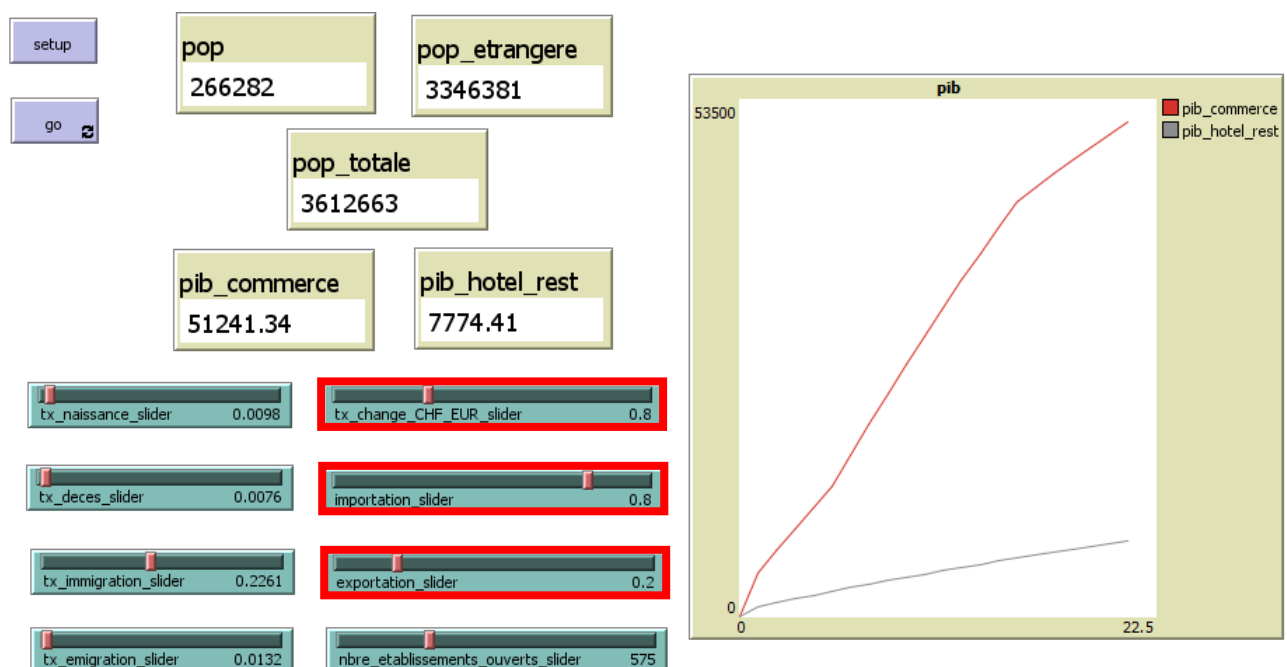 setup
go
pop
266282
pop_etrangere
3346381
pop_totale
3612663
pib_commerce
51241.34
pib_hotel_rest
7774.41
tx_naissance_slider 0.0098
tx_change_CHF_EUR_slider 0.8
tx_deces_slider 0.0076
importation_slider 0.8
tx_immigration_slider 0.2261
exportation_slider 0.2
tx_emigration_slider 0.0132
nbre_etablissements_ouverts_slider 575
pib
53500
0
0
22.5
pib_commerce
pib_hotel_rest